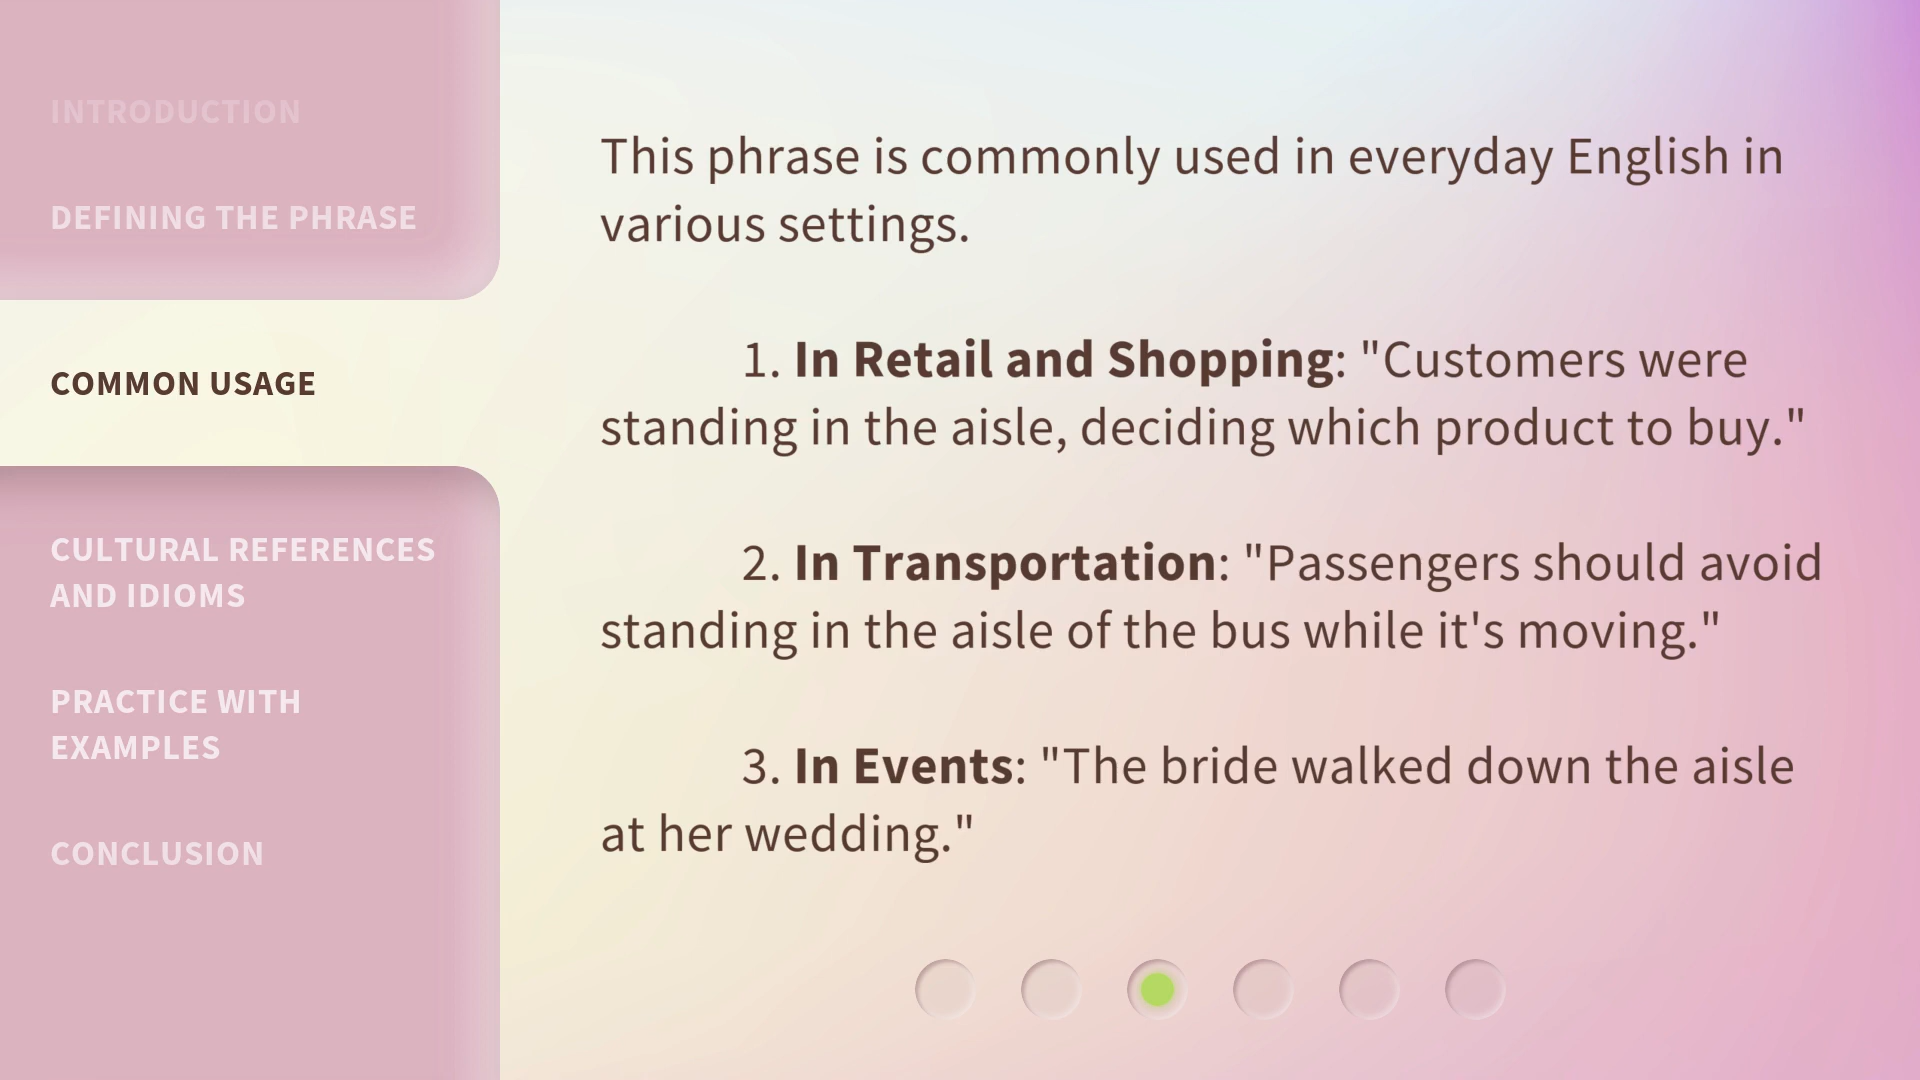 INTRODUCTION
DEFINING THE PHRASE
COMMON USAGE
CULTURAL REFERENCES
AND IDIOMS
PRACTICE WITH
EXAMPLES
CONCLUSION
This phrase is commonly used in everyday English in
various settings.
1. In Retail and Shopping: "Customers were
standing in the aisle, deciding which product to buy."
2. In Transportation: "Passengers should avoid
standing in the aisle of the bus while it's moving."
3. In Events: "The bride walked down the aisle
at her wedding."